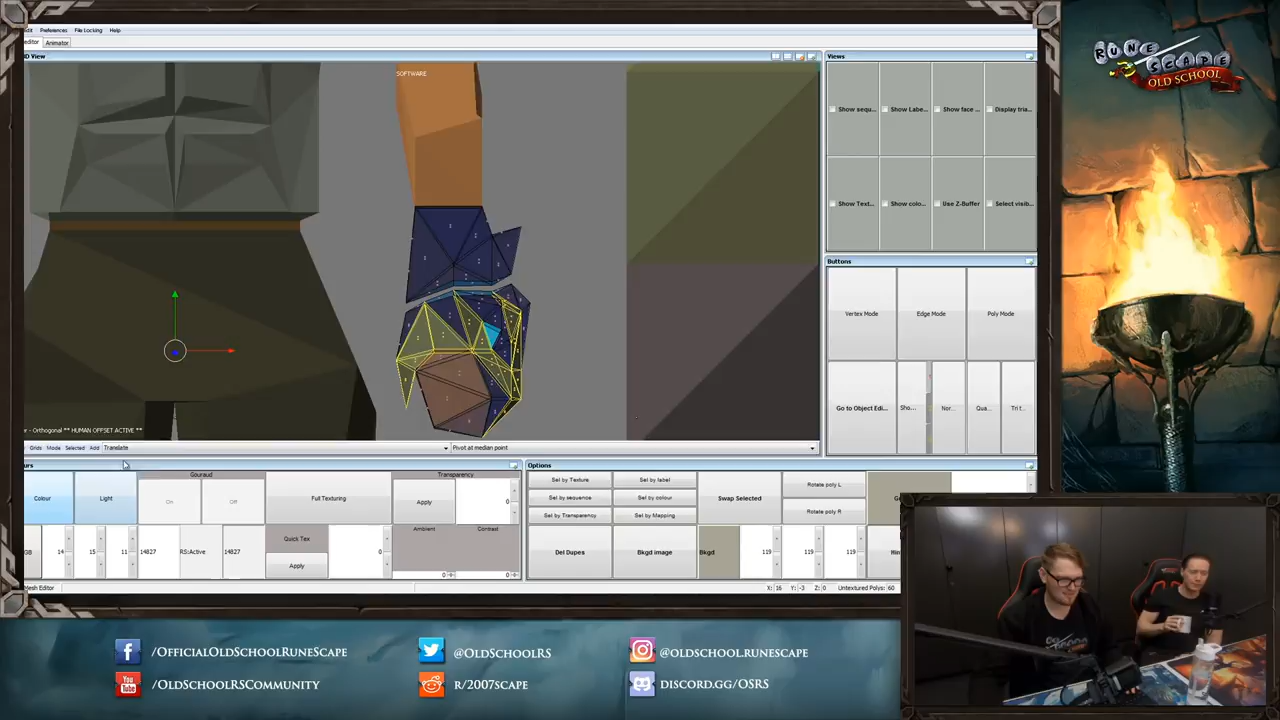 dit Preferences File Locking Help
editor Animator
3D View
SOFTWARE
Views
Show sequ... Show Labe... Show face ... Display tria...
Show Text... Show colo... Use Z-Buffer Select visib...
Buttons
Vertex Mode Edge Mode Poly Mode
Go to Object Edi... Sho... Nor... Qua... Tri t...
r - Orthogonal ** HUMAN OFFSET ACTIVE **
Grids Mode Selected Add Translate Pivot at median point
urs
Gouraud Transparency
Colour Light On Off Full Texturing Apply 0
Ambient Contrast
GB 14 15 11 14827 RS:Active 14827 Quick Tex Apply 0
0 0
Options
Sel by Texture Sel by label Swap Selected Rotate poly L
Sel by sequence Sel by colour
Sel by Transparency Sel by Mapping Rotate poly R
Del Dupes Bkgd image Bkgd 119 119 119
Mesh Editor X: 16 Y: -3 Z: 0 Untextured Polys: 60
RuneScape
OLD SCHOOL
/OfficialOldSchoolRuneScape @OldSchoolRS @oldschool.runescape
/OldSchoolRSCommunity r/2007scape discord.gg/OSRS